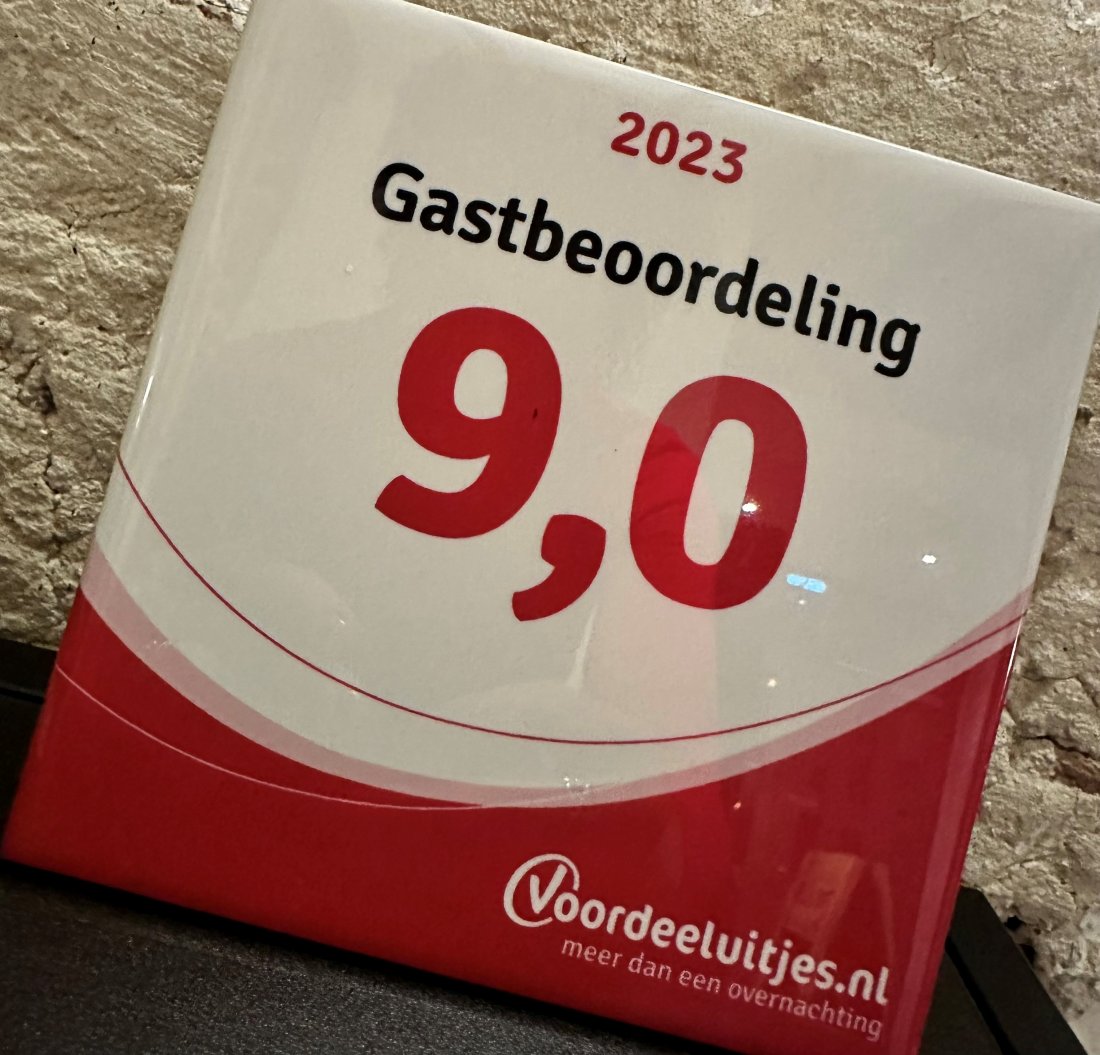 2023
Gastbeoordeling
9,0
Voordeeluitjes.nl
meer dan een overnachting